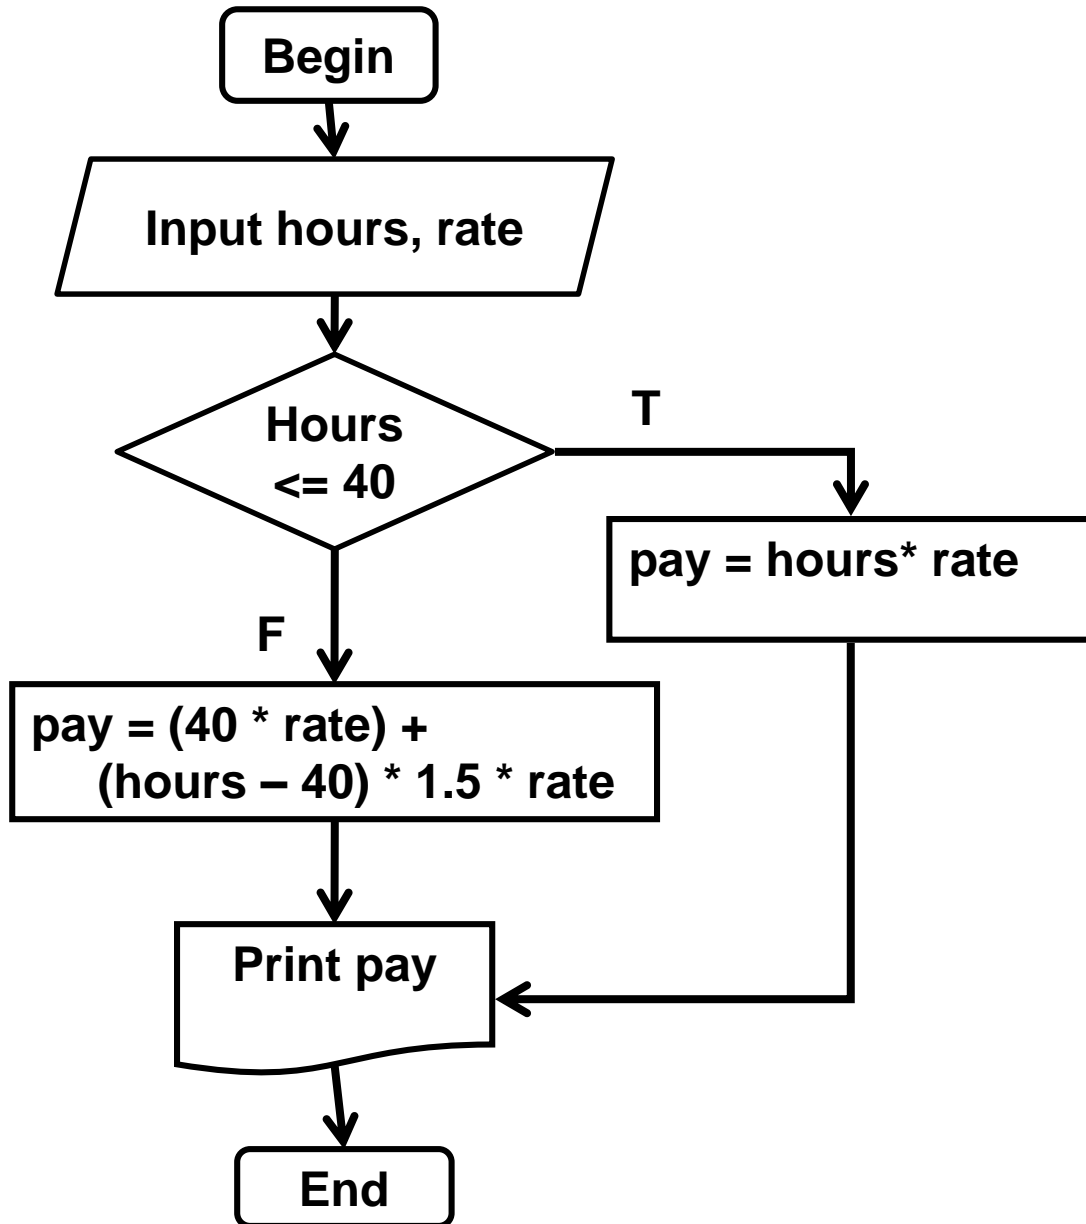 Begin
Input hours, rate
Hours
<= 40
T
pay = hours* rate
F
pay = (40 * rate) +
(hours – 40) * 1.5 * rate
Print pay
End